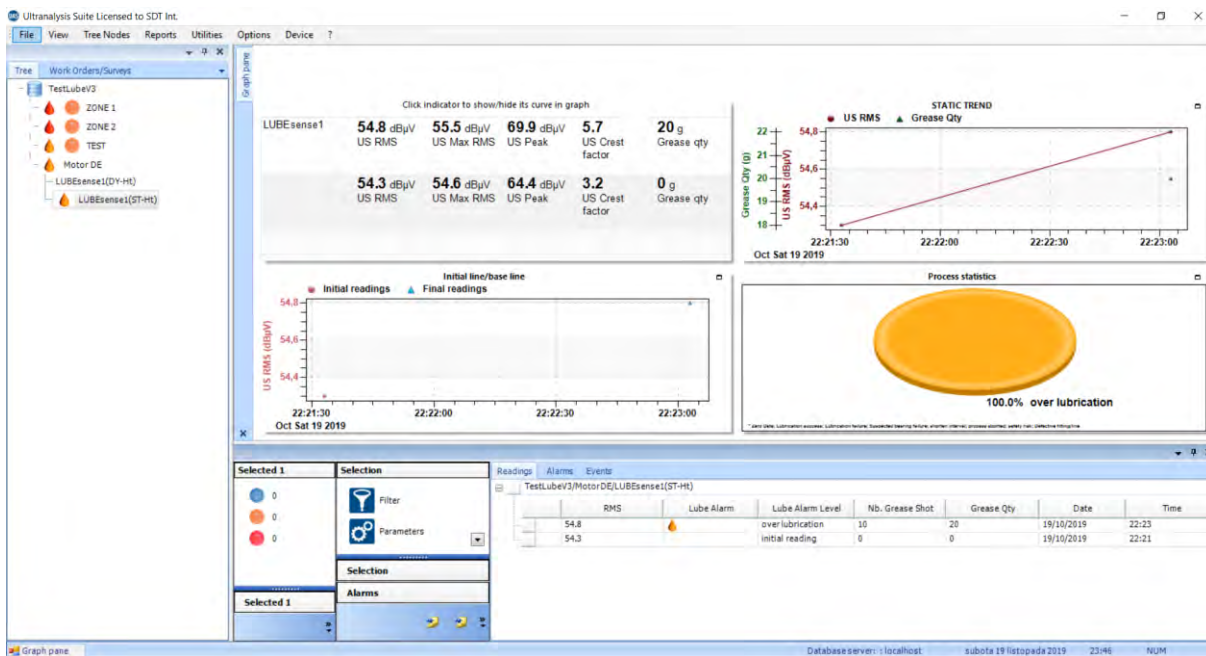 Ultranalysis Suite Licensed to SDT Int.
File View Tree Nodes Reports Utilities Options Device ?
Tree Work Orders/Surveys
TestLubeV3
ZONE 1
ZONE 2
TEST
Motor DE
LUBEsense1(DY-Ht)
LUBEsense1(ST-Ht)
Graph pane
Click indicator to show/hide its curve in graph
LUBEsense1 54.8 dBµV 55.5 dBµV 69.9 dBµV 5.7 20 g
US RMS US Max RMS US Peak US Crest factor Grease qty
54.3 dBµV 54.6 dBµV 64.4 dBµV 3.2 0 g
US RMS US Max RMS US Peak US Crest factor Grease qty
STATIC TREND
US RMS Grease Qty
Grease Qty (g)
22
21
20
19
18
US RMS (dBµV)
54,8
54,6
54,4
22:21:30 22:22:00 22:22:30 22:23:00
Oct Sat 19 2019
Initial line/base line
Initial readings Final readings
US RMS (dBµV)
54,8
54,6
54,4
22:21:30 22:22:00 22:22:30 22:23:00
Oct Sat 19 2019
Process statistics
100.0% over lubrication
Selected 1
0
0
0
Selected 1
Selection
Filter
Parameters
Selection
Alarms
Readings Alarms Events
TestLubeV3/MotorDE/LUBEsense1(ST-Ht)
RMS Lube Alarm Lube Alarm Level Nb. Grease Shot Grease Qty Date Time
54.8 over lubrication 10 20 19/10/2019 22:23
54.3 initial reading 0 0 19/10/2019 22:21
Graph pane Database server: : localhost subota 19 listopada 2019 23:46 NUM